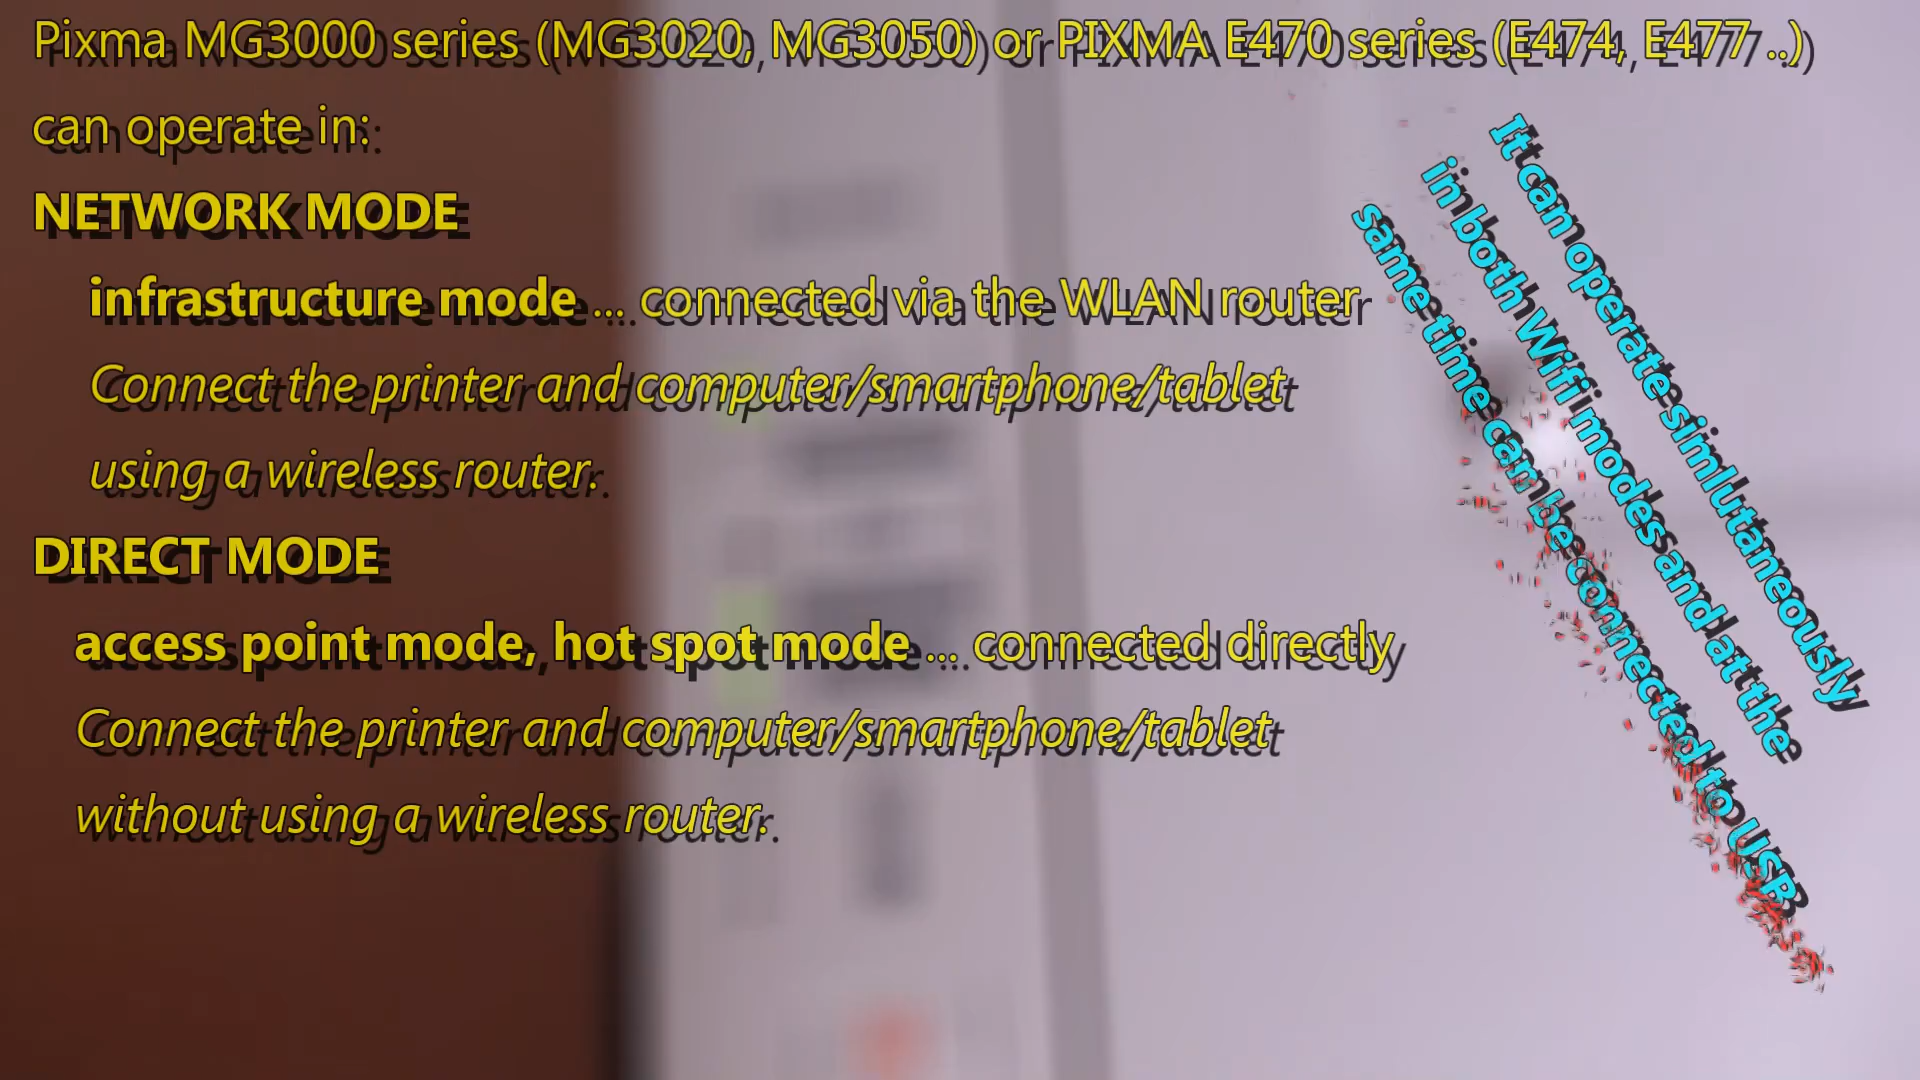 Pixma MG3000 series (MG3020, MG3050) or PIXMA E470 series (E474, E477 ..)
can operate in:
NETWORK MODE
infrastructure mode ... connected via the WLAN router
Connect the printer and computer/smartphone/tablet
using a wireless router.
DIRECT MODE
access point mode, hot spot mode ... connected directly
Connect the printer and computer/smartphone/tablet
without using a wireless router.
It can operate simlutaneously
in both Wifi modes and at the
same time can be connected to USB